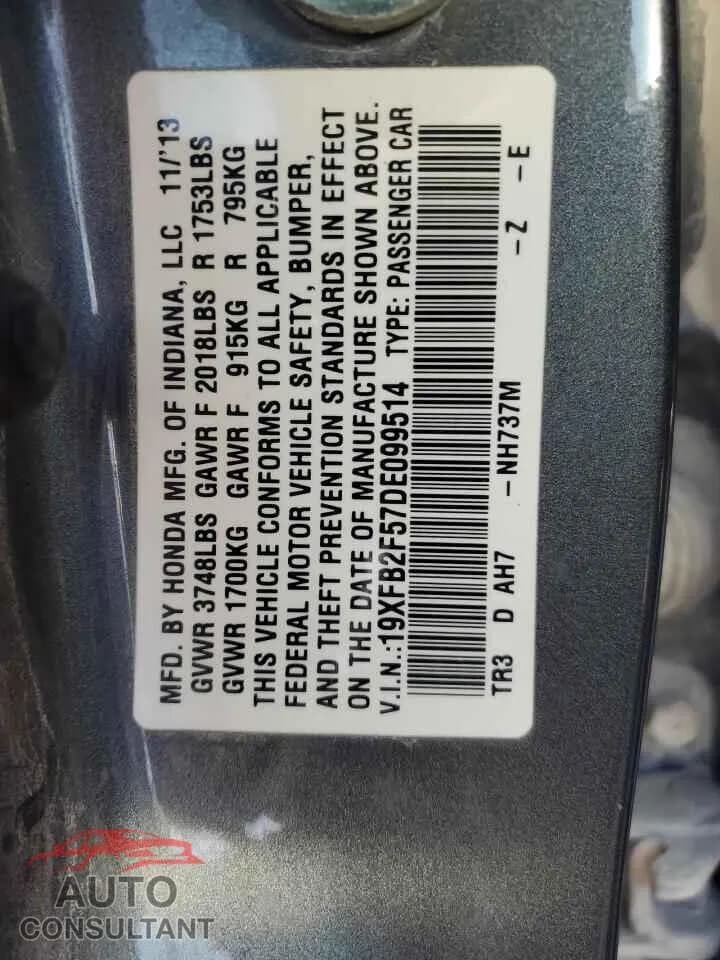 MFD. BY HONDA MFG. OF INDIANA, LLC 11/'13
GVWR 3748LBS GAWR F 2018LBS R 1753LBS
GVWR 1700KG GAWR F 915KG R 795KG
THIS VEHICLE CONFORMS TO ALL APPLICABLE
FEDERAL MOTOR VEHICLE SAFETY, BUMPER,
AND THEFT PREVENTION STANDARDS IN EFFECT
ON THE DATE OF MANUFACTURE SHOWN ABOVE.
V.I.N.:19XFB2F57DE099514 TYPE: PASSENGER CAR
TR3 D AH7 -NH737M -Z -E
AUTO
CONSULTANT